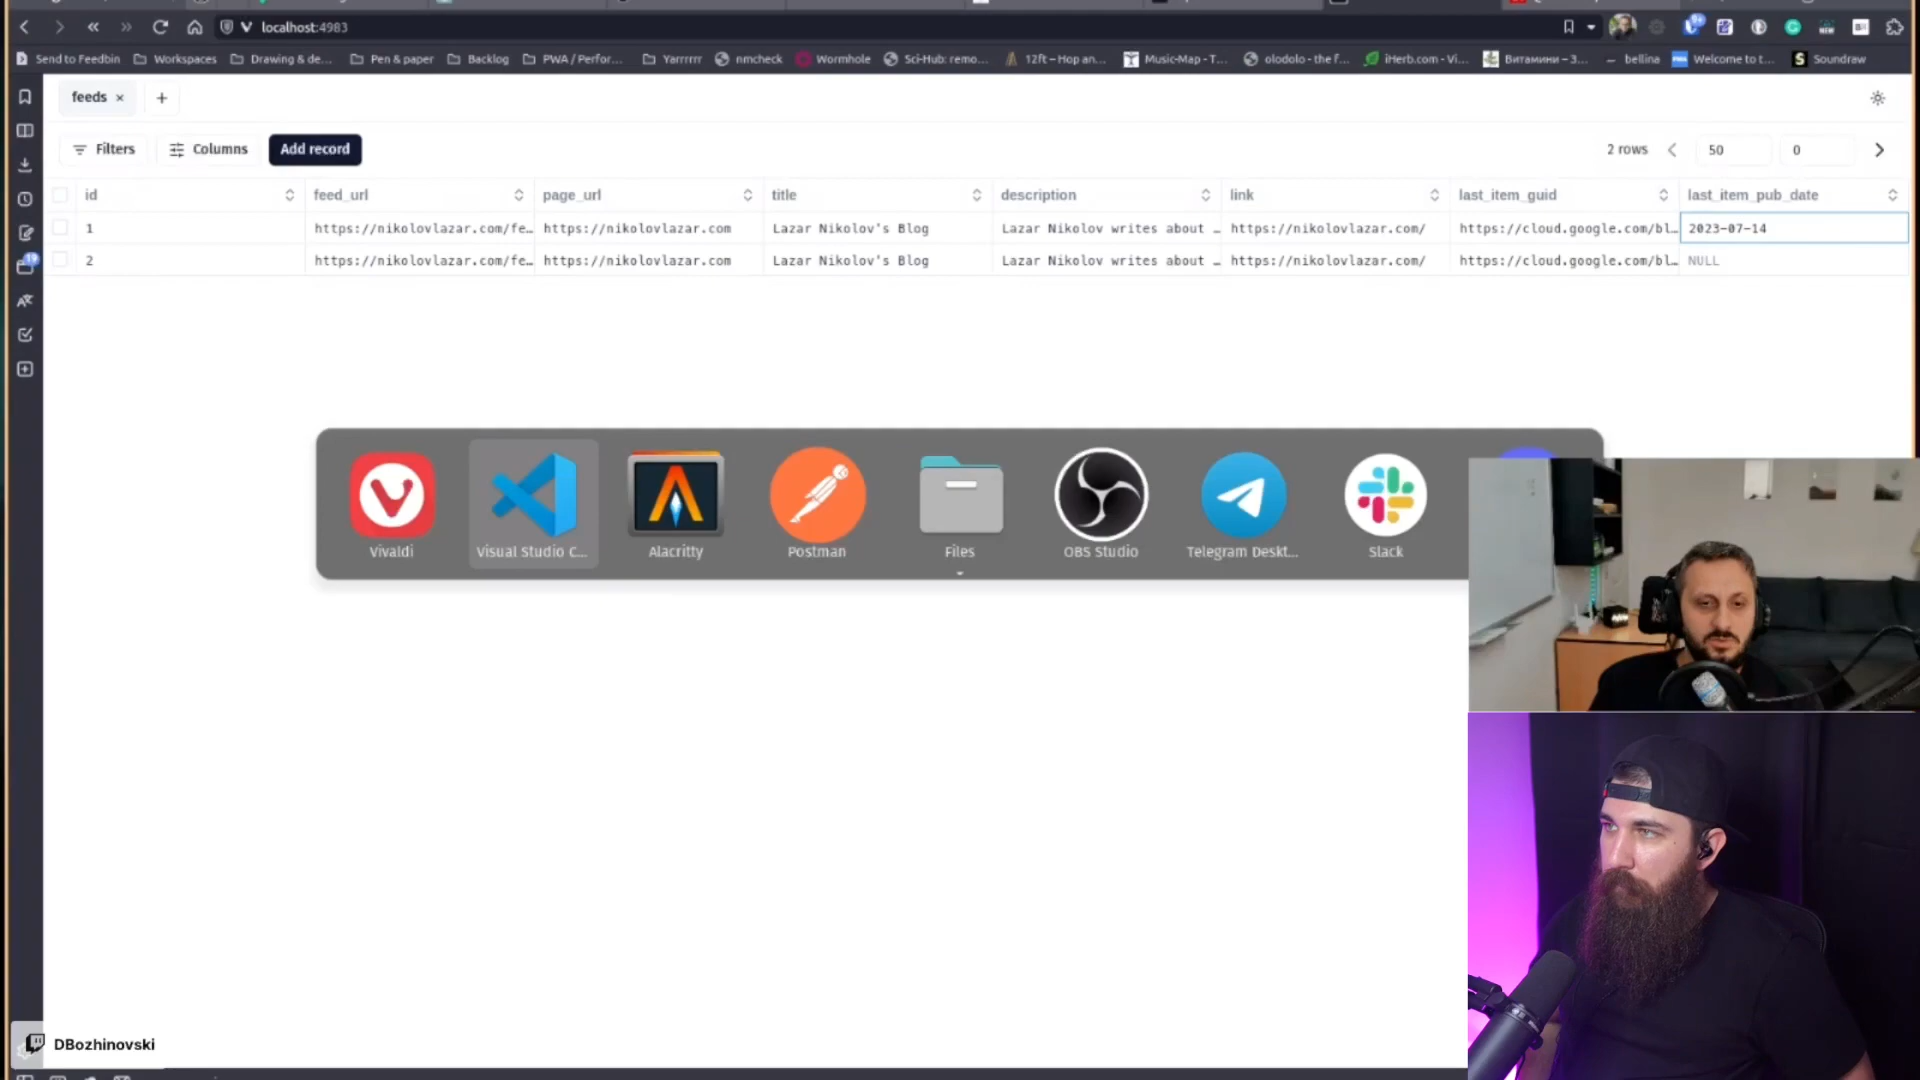 localhost:4983
Send to Feedbin Workspaces Drawing & de... Pen & paper Backlog PWA / Perfor... Yarrrrrr nmcheck Wormhole Sci-Hub: remo... 12ft – Hop an... Music-Map - T... olodolo - the f... iHerb.com - Vi... Витамини – З... bellina Welcome to t... Soundraw
feeds × +
Filters Columns Add record 2 rows 50 0
id feed_url page_url title description link last_item_guid last_item_pub_date
1 https://nikolovlazar.com/fe… https://nikolovlazar.com Lazar Nikolov's Blog Lazar Nikolov writes about … https://nikolovlazar.com/ https://cloud.google.com/bl… 2023-07-14
2 https://nikolovlazar.com/fe… https://nikolovlazar.com Lazar Nikolov's Blog Lazar Nikolov writes about … https://nikolovlazar.com/ https://cloud.google.com/bl… NULL
19
Vivaldi Visual Studio C... Alacritty Postman Files OBS Studio Telegram Deskt... Slack
DBozhinovski